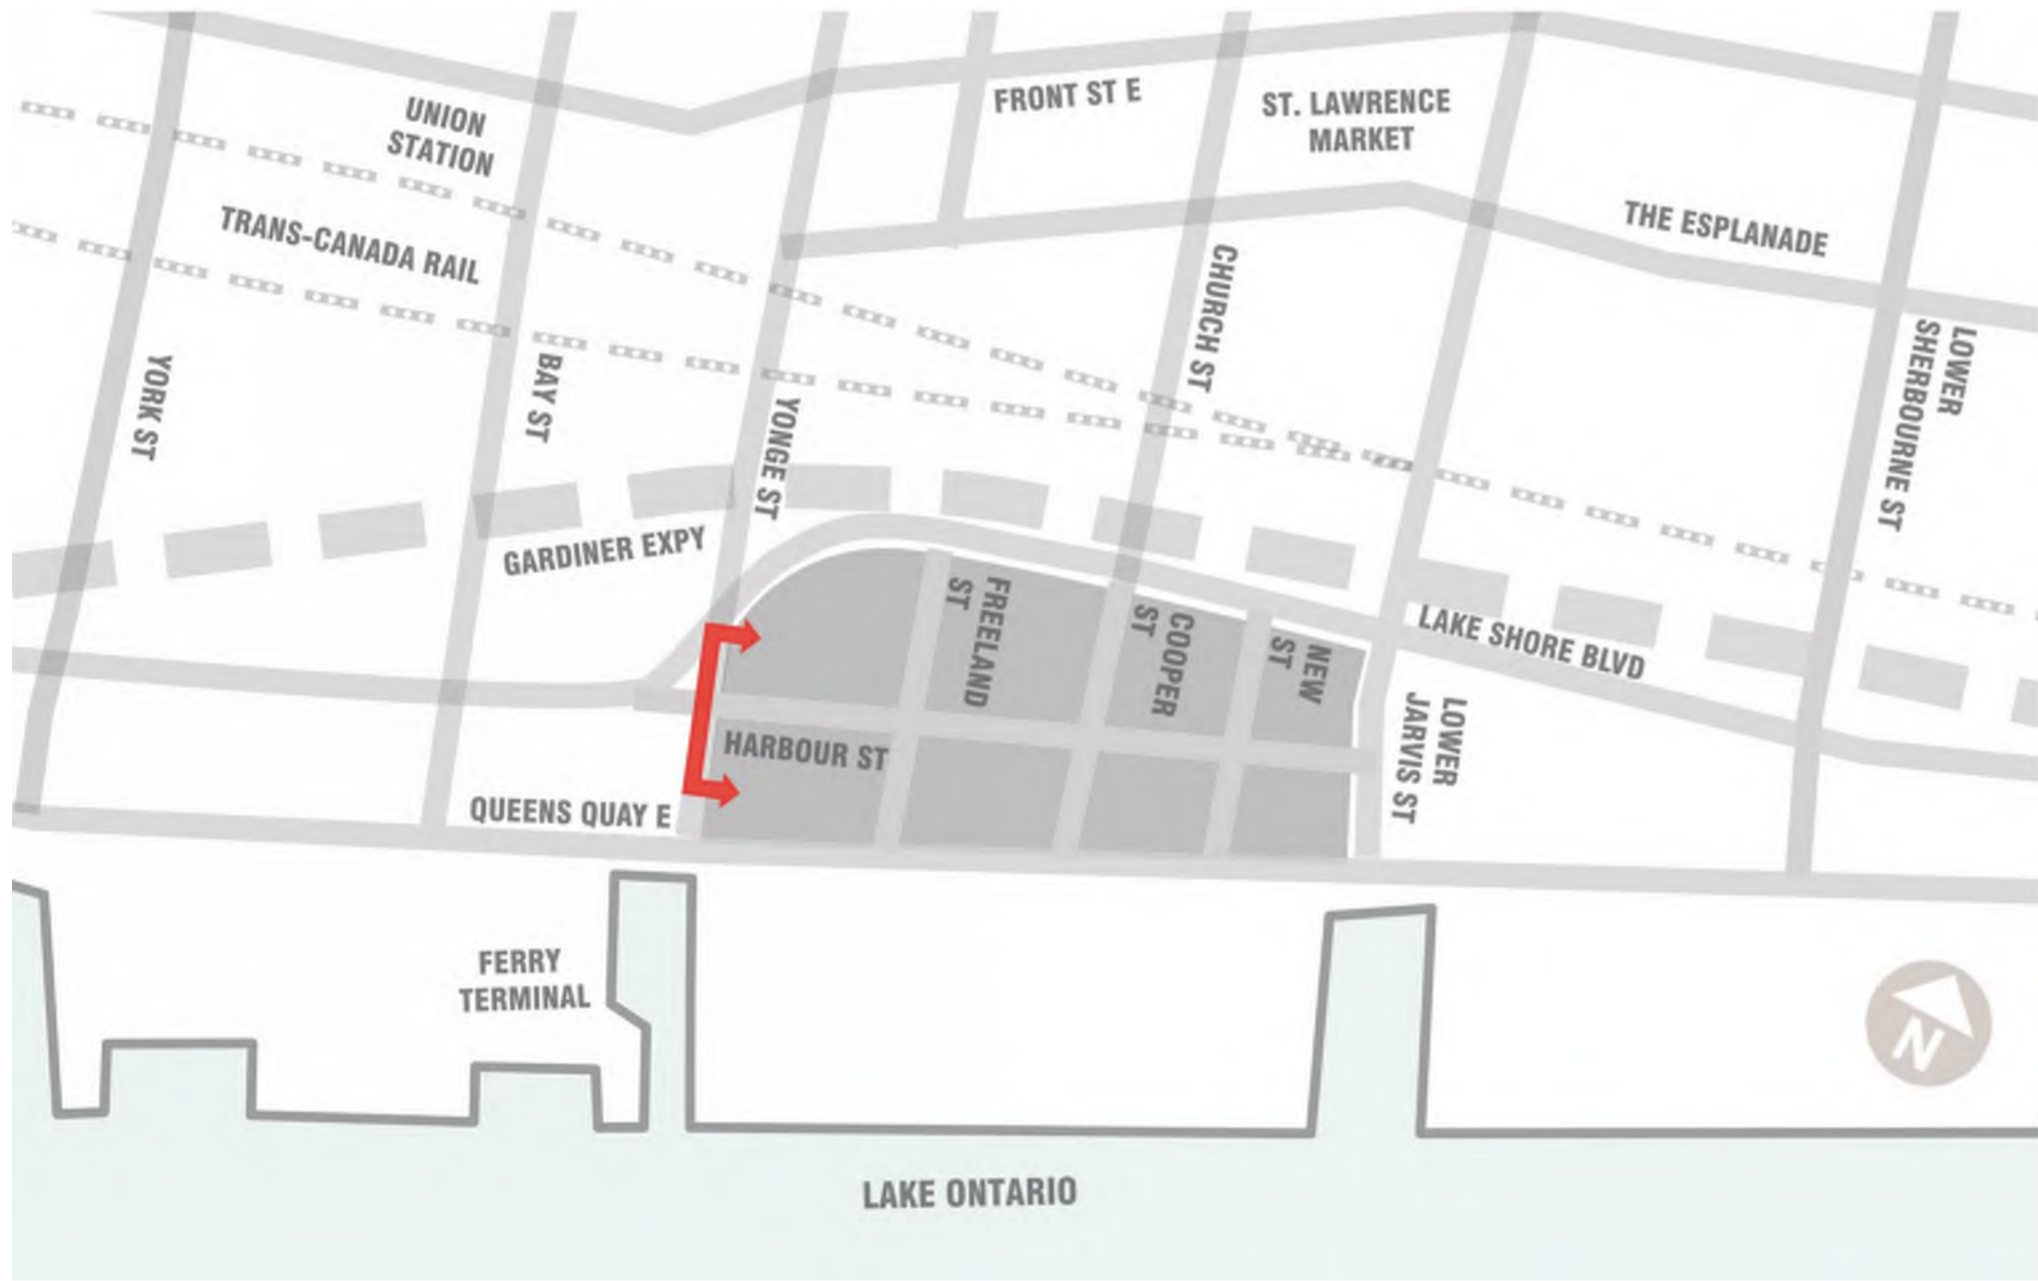 FRONT ST E
UNION
STATION
ST. LAWRENCE
MARKET
TRANS-CANADA RAIL
THE ESPLANADE
YORK ST
BAY ST
YONGE ST
CHURCH ST
LOWER
SHERBOURNE ST
GARDINER EXPY
FREELAND
ST
COOPER
ST
NEW
ST
LAKE SHORE BLVD
LOWER
JARVIS ST
HARBOUR ST
QUEENS QUAY E
FERRY
TERMINAL
N
LAKE ONTARIO